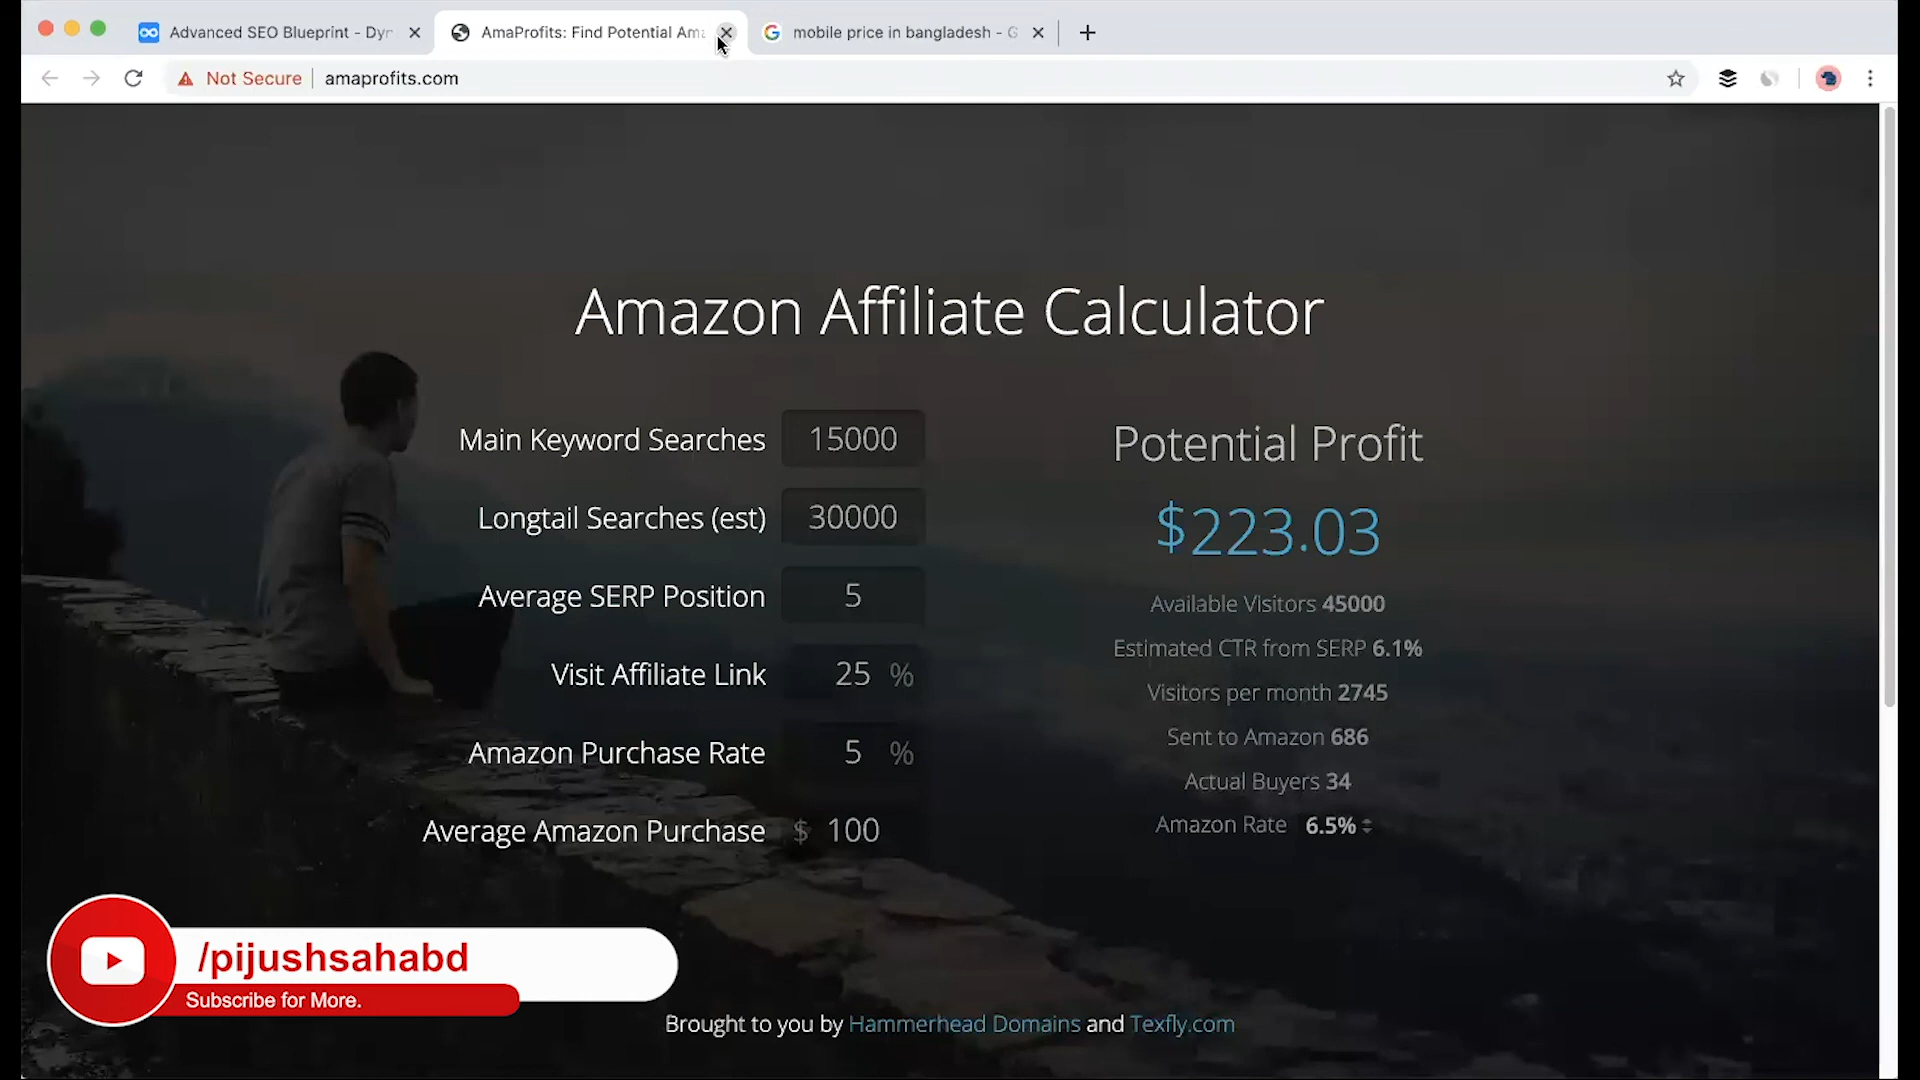 Advanced SEO Blueprint - Dyn
AmaProfits: Find Potential Ama
mobile price in bangladesh - G
Not Secure
amaprofits.com
Amazon Affiliate Calculator
Main Keyword Searches 15000
Longtail Searches (est) 30000
Average SERP Position 5
Visit Affiliate Link 25 %
Amazon Purchase Rate 5 %
Average Amazon Purchase $ 100
Potential Profit
$223.03
Available Visitors 45000
Estimated CTR from SERP 6.1%
Visitors per month 2745
Sent to Amazon 686
Actual Buyers 34
Amazon Rate 6.5%
/pijushsahabd
Subscribe for More.
Brought to you by Hammerhead Domains and Texfly.com